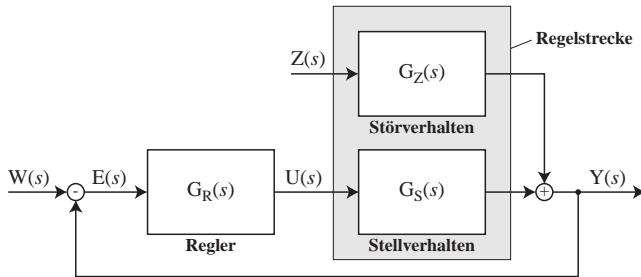 Regelstrecke
Z(s)
G_Z(s)
Störverhalten
W(s)
-
E(s)
G_R(s)
Regler
U(s)
G_S(s)
Stellverhalten
+
Y(s)